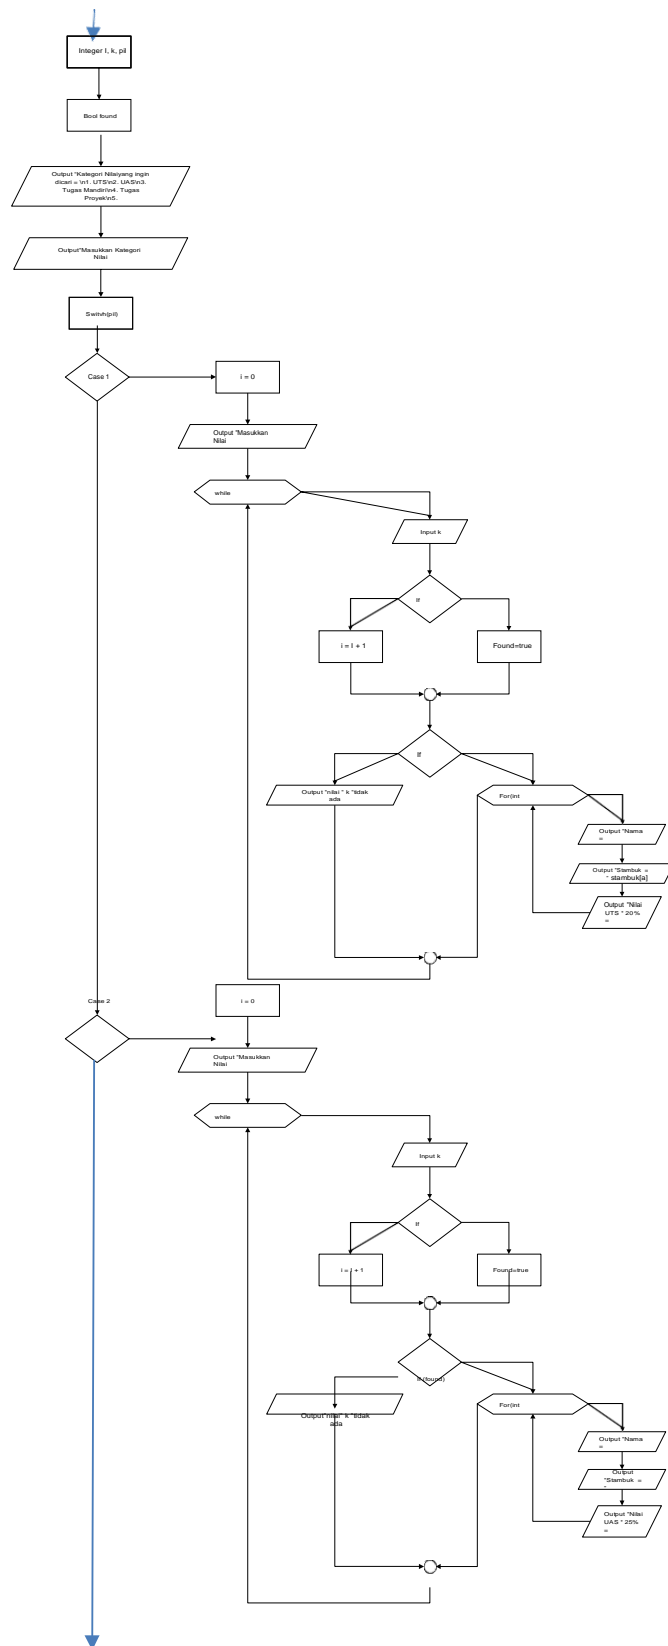 Integer I, k, pil
Bool found
Output "Kategori Nilaiyang ingin
dicari = \n1. UTS\n2. UAS\n3.
Tugas Mandiri\n4. Tugas
Proyek\n5.
Output"Masukkan Kategori
Nilai
Switvh(pil)
Case 1
i = 0
Output "Masukkan
Nilai
while
Input k
If
i = I + 1
Found=true
If
Output "nilai " k "tidak
ada
For(int
Output "Nama
=
Output "Stambuk =
" stambuk[a]
Output "Nilai
UTS * 20%
=
Case 2
i = 0
Output "Masukkan
Nilai
while
Input k
If
i = I + 1
Found=true
If (found)
Output"nilai" k "tidak
ada
For(int
Output "Nama
=
Output
"Stambuk =
"
Output "Nilai
UAS * 25%
=